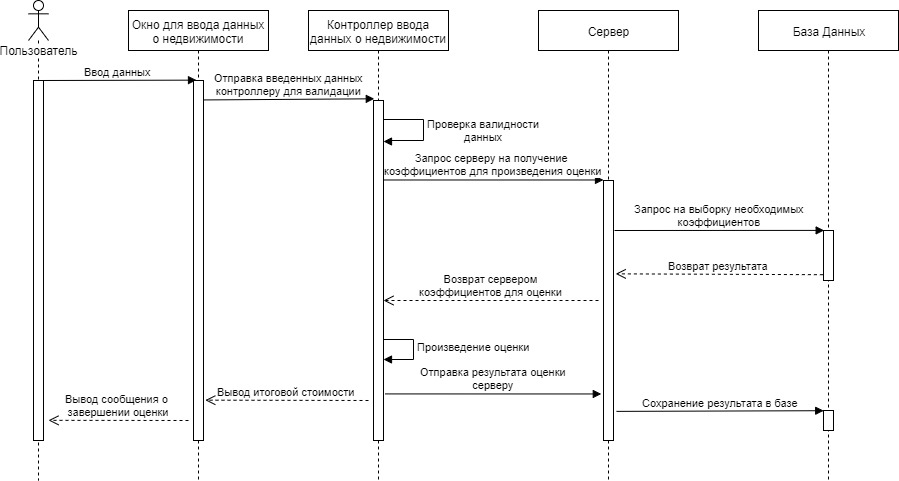 Пользователь
Окно для ввода данных
о недвижимости
Контроллер ввода
данных о недвижимости
Сервер
База Данных
Ввод данных
Отправка введенных данных
контроллеру для валидации
Проверка валидности
данных
Запрос серверу на получение
коэффициентов для произведения оценки
Запрос на выборку необходимых
коэффициентов
Возврат результата
Возврат сервером
коэффициентов для оценки
Произведение оценки
Отправка результата оценки
серверу
Вывод итоговой стоимости
Вывод сообщения о
завершении оценки
Сохранение результата в базе